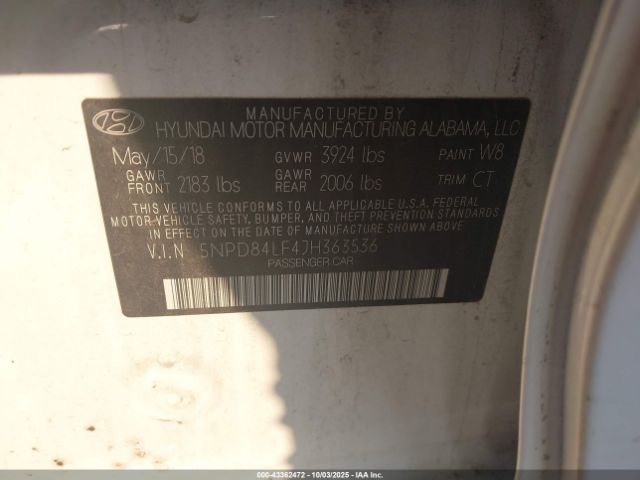 MANUFACTURED BY
HYUNDAI MOTOR MANUFACTURING ALABAMA, LLC
May/15/18 GVWR 3924 lbs PAINT W8
GAWR FRONT 2183 lbs GAWR REAR 2006 lbs TRIM CT
THIS VEHICLE CONFORMS TO ALL APPLICABLE U.S.A. FEDERAL
MOTOR VEHICLE SAFETY, BUMPER, AND THEFT PREVENTION STANDARDS
IN EFFECT ON THE DATE OF MANUFACTURE SHOWN ABOVE
V.I.N 5NPD84LF4JH363536
PASSENGER CAR
000-43362472 - 10/03/2025 - IAAI, INC.